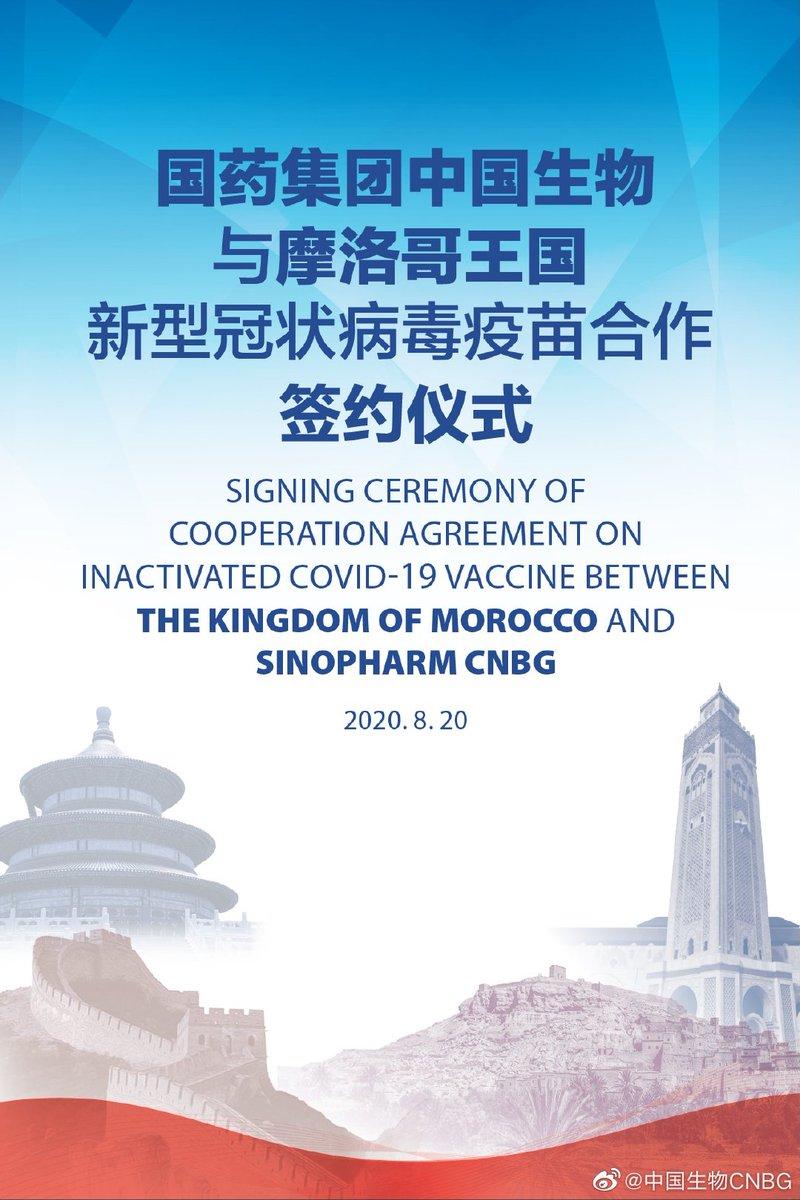 国药集团中国生物
与摩洛哥王国
新型冠状病毒疫苗合作
签约仪式
SIGNING CEREMONY OF
COOPERATION AGREEMENT ON
INACTIVATED COVID-19 VACCINE BETWEEN
THE KINGDOM OF MOROCCO AND
SINOPHARM CNBG
2020. 8. 20
@中国生物CNBG